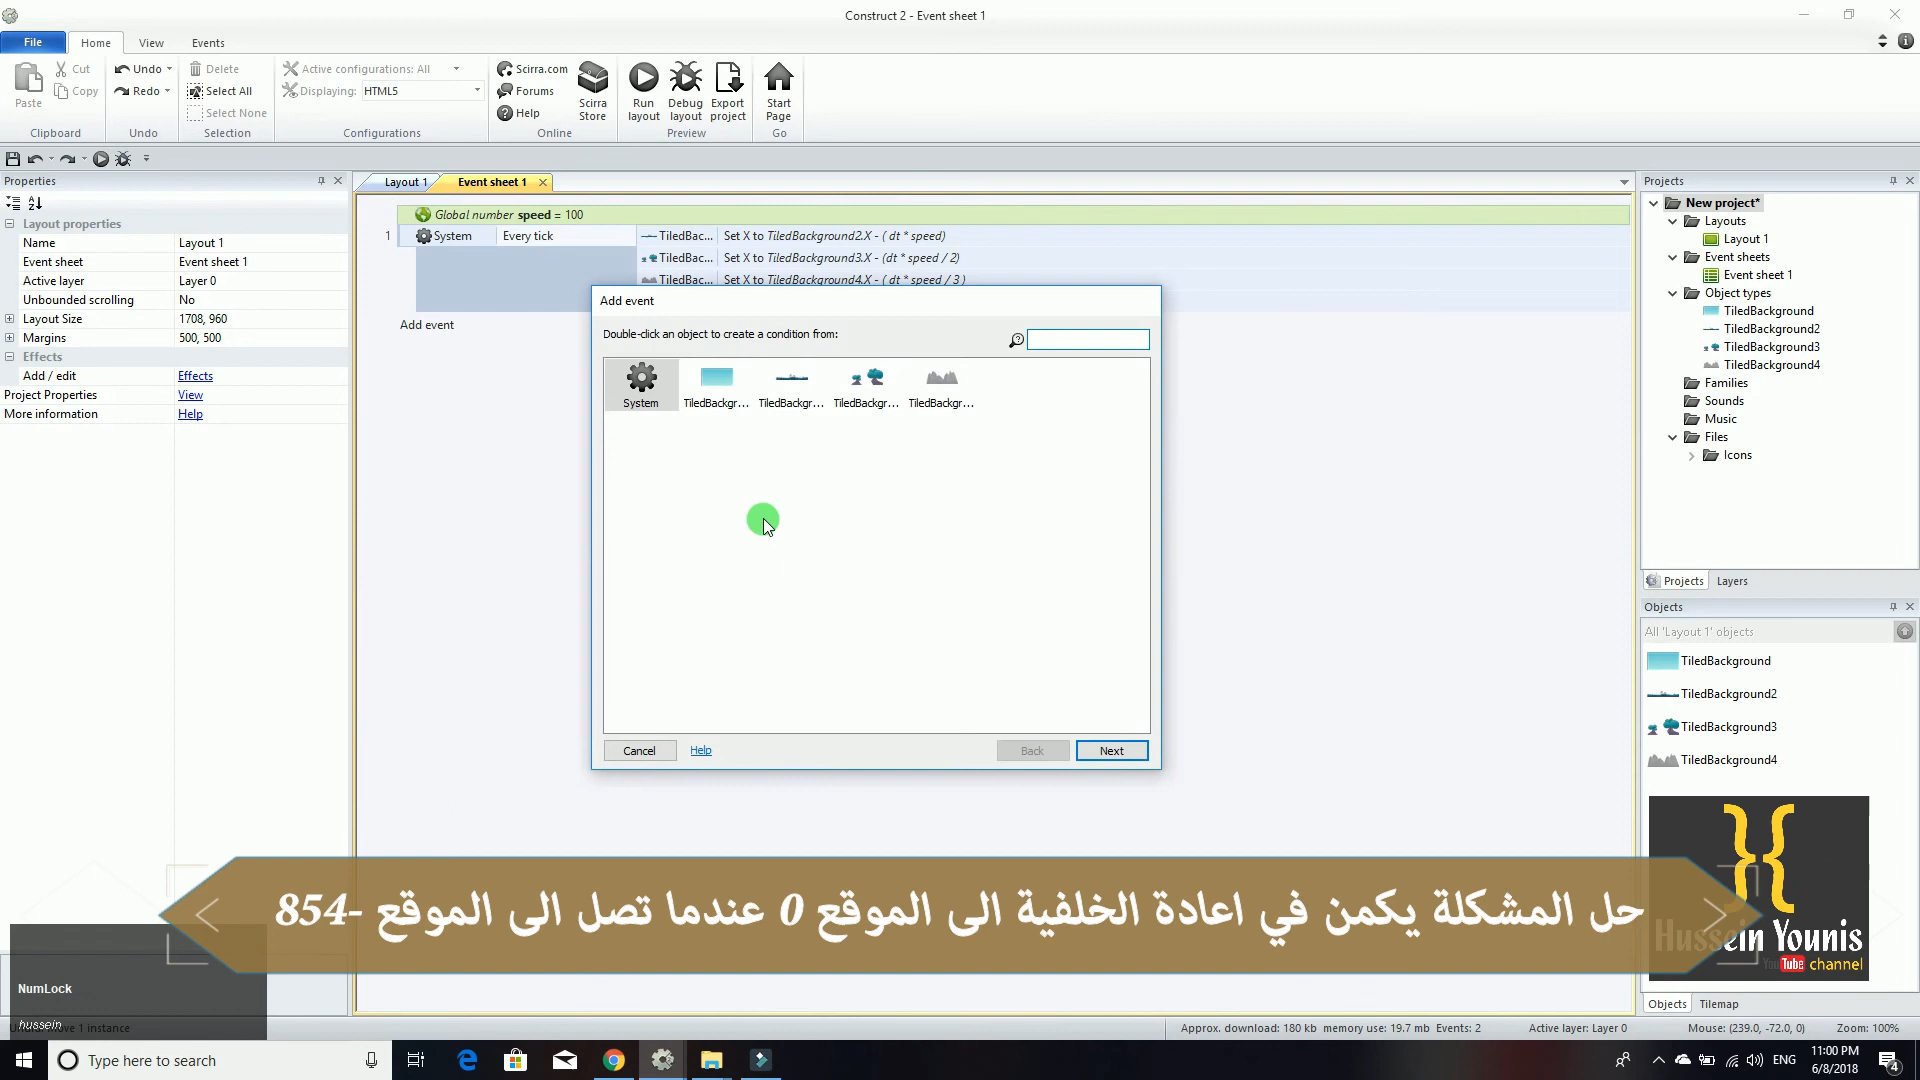 Construct 2 - Event sheet 1
File
Home
View
Events
Paste
Cut
Copy
Clipboard
Undo
Redo
Undo
Delete
Select All
Select None
Selection
Active configurations: All
Displaying: HTML5
Configurations
Scirra.com
Forums
Help
Scirra Store
Online
Run layout
Debug layout
Export project
Preview
Start Page
Go
Properties
Layout properties
Name Layout 1
Event sheet Event sheet 1
Active layer Layer 0
Unbounded scrolling No
Layout Size 1708, 960
Margins 500, 500
Effects
Add / edit Effects
Project Properties View
More information Help
Layout 1
Event sheet 1
Global number speed = 100
1 System Every tick TiledBac... Set X to TiledBackground2.X - ( dt * speed)
TiledBac... Set X to TiledBackground3.X - (dt * speed / 2)
TiledBac... Set X to TiledBackground4.X - ( dt * speed / 3 )
Add event
Add event
Double-click an object to create a condition from:
System
TiledBackgr...
TiledBackgr...
TiledBackgr...
TiledBackgr...
Cancel
Help
Back
Next
Projects
New project*
Layouts
Layout 1
Event sheets
Event sheet 1
Object types
TiledBackground
TiledBackground2
TiledBackground3
TiledBackground4
Families
Sounds
Music
Files
Icons
Projects
Layers
Objects
All 'Layout 1' objects
TiledBackground
TiledBackground2
TiledBackground3
TiledBackground4
}{
Hussein Younis
YouTube channel
Objects
Tilemap
حل المشكلة يكمن في اعادة الخلفية الى الموقع 0 عندما تصل الى الموقع -854
NumLock
hussein
1 instance
Approx. download: 180 kb memory use: 19.7 mb Events: 2
Active layer: Layer 0
Mouse: (239.0, -72.0, 0)
Zoom: 100%
Type here to search
ENG
11:00 PM
6/8/2018
4